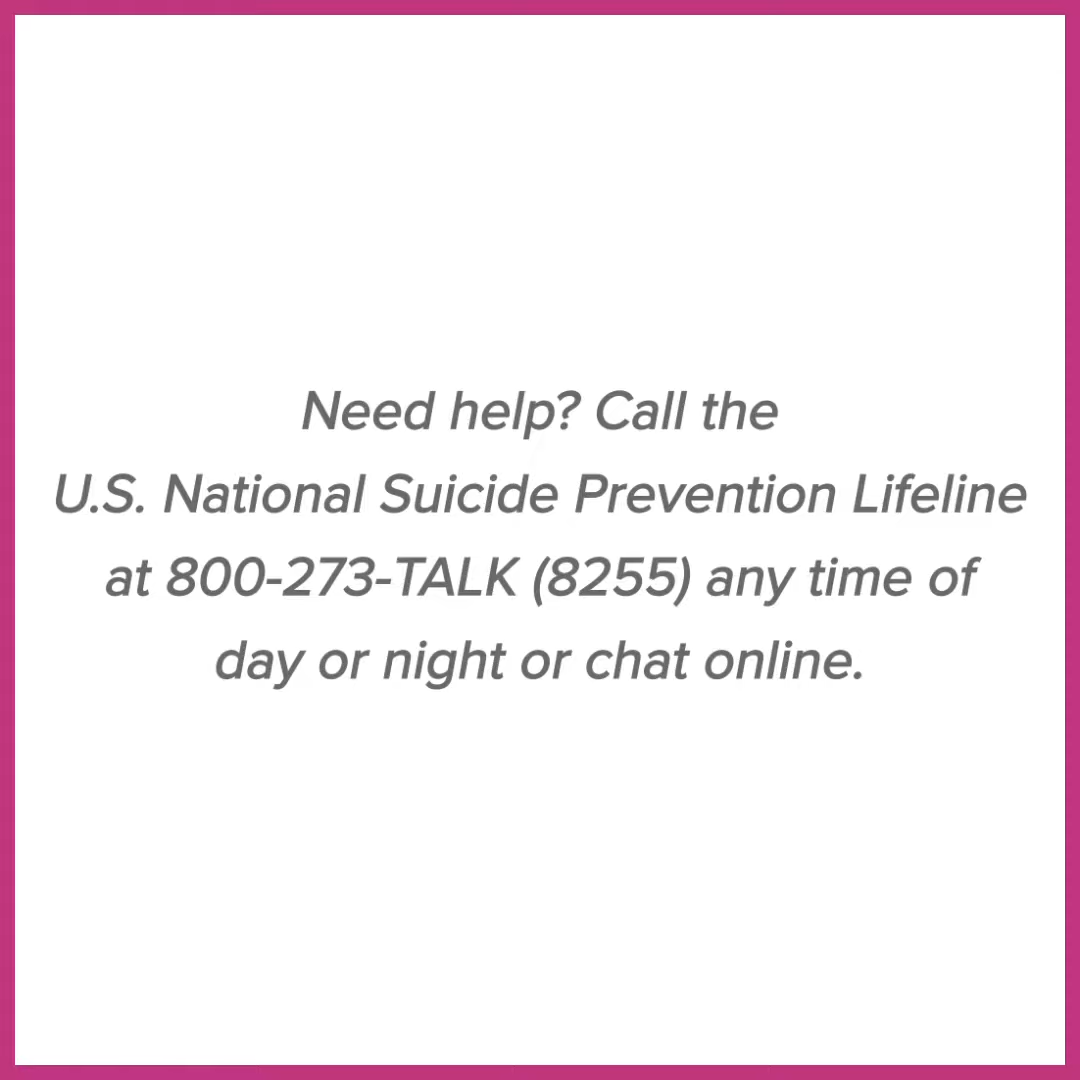 Need help? Call the
U.S. National Suicide Prevention Lifeline
at 800-273-TALK (8255) any time of
day or night or chat online.